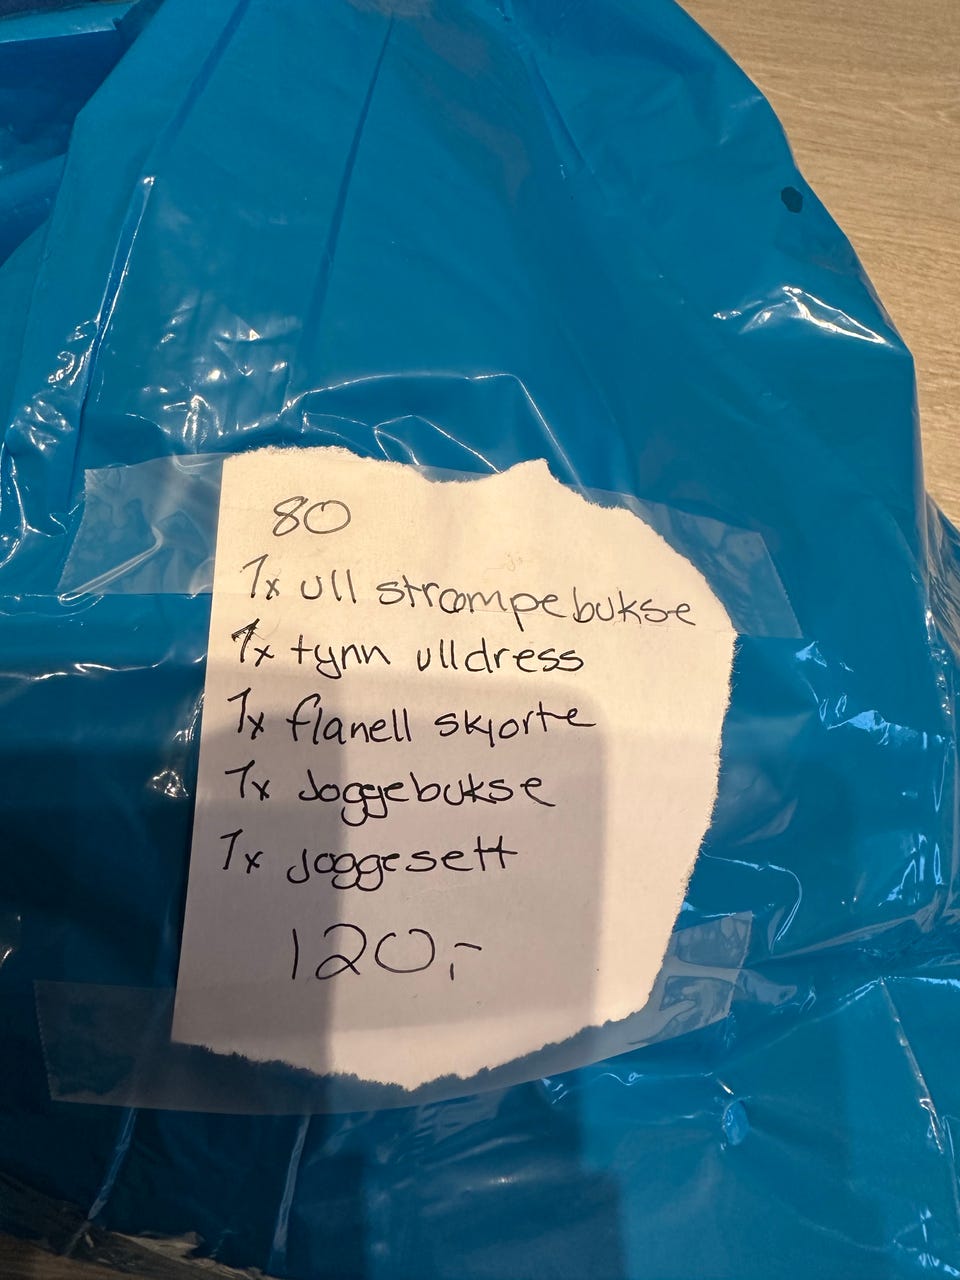 80
1x ull strømpebukse
1x tynn ulldress
1x flanell skjorte
1x Joggebukse
1x joggesett
120,-